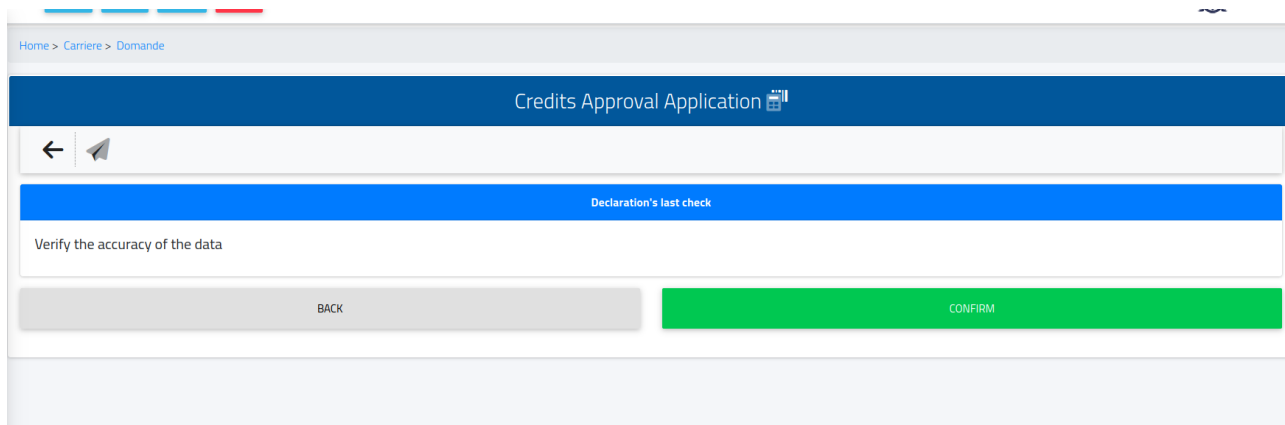 Home > Carriere > Domande
Credits Approval Application
Declaration's last check
Verify the accuracy of the data
BACK
CONFIRM